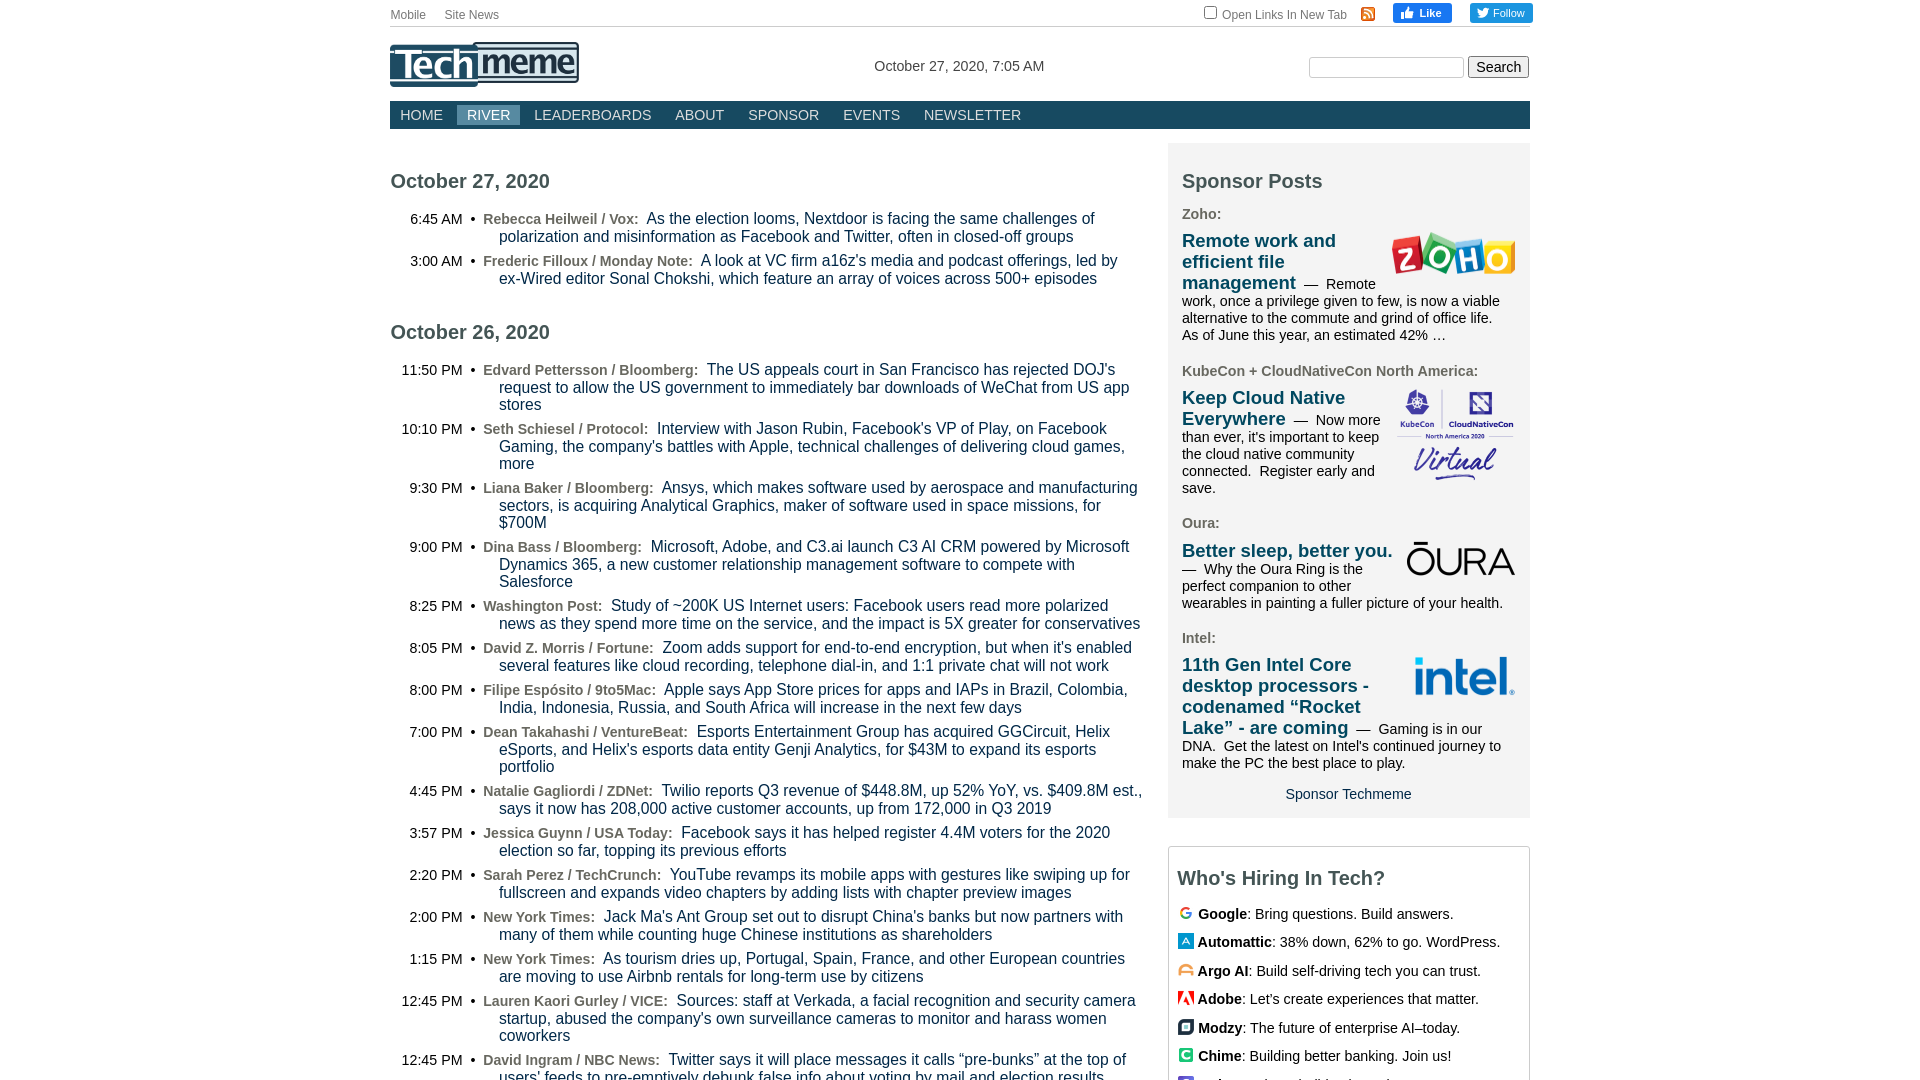 Mobile Site News Open Links In New Tab Like Follow
Techmeme
October 27, 2020, 7:05 AM
Search
HOME RIVER LEADERBOARDS ABOUT SPONSOR EVENTS NEWSLETTER
October 27, 2020
6:45 AM • Rebecca Heilweil / Vox: As the election looms, Nextdoor is facing the same challenges of
polarization and misinformation as Facebook and Twitter, often in closed-off groups
3:00 AM • Frederic Filloux / Monday Note: A look at VC firm a16z's media and podcast offerings, led by
ex-Wired editor Sonal Chokshi, which feature an array of voices across 500+ episodes
October 26, 2020
11:50 PM • Edvard Pettersson / Bloomberg: The US appeals court in San Francisco has rejected DOJ's
request to allow the US government to immediately bar downloads of WeChat from US app
stores
10:10 PM • Seth Schiesel / Protocol: Interview with Jason Rubin, Facebook's VP of Play, on Facebook
Gaming, the company's battles with Apple, technical challenges of delivering cloud games,
more
9:30 PM • Liana Baker / Bloomberg: Ansys, which makes software used by aerospace and manufacturing
sectors, is acquiring Analytical Graphics, maker of software used in space missions, for
$700M
9:00 PM • Dina Bass / Bloomberg: Microsoft, Adobe, and C3.ai launch C3 AI CRM powered by Microsoft
Dynamics 365, a new customer relationship management software to compete with
Salesforce
8:25 PM • Washington Post: Study of ~200K US Internet users: Facebook users read more polarized
news as they spend more time on the service, and the impact is 5X greater for conservatives
8:05 PM • David Z. Morris / Fortune: Zoom adds support for end-to-end encryption, but when it's enabled
several features like cloud recording, telephone dial-in, and 1:1 private chat will not work
8:00 PM • Filipe Espósito / 9to5Mac: Apple says App Store prices for apps and IAPs in Brazil, Colombia,
India, Indonesia, Russia, and South Africa will increase in the next few days
7:00 PM • Dean Takahashi / VentureBeat: Esports Entertainment Group has acquired GGCircuit, Helix
eSports, and Helix's esports data entity Genji Analytics, for $43M to expand its esports
portfolio
4:45 PM • Natalie Gagliordi / ZDNet: Twilio reports Q3 revenue of $448.8M, up 52% YoY, vs. $409.8M est.,
says it now has 208,000 active customer accounts, up from 172,000 in Q3 2019
3:57 PM • Jessica Guynn / USA Today: Facebook says it has helped register 4.4M voters for the 2020
election so far, topping its previous efforts
2:20 PM • Sarah Perez / TechCrunch: YouTube revamps its mobile apps with gestures like swiping up for
fullscreen and expands video chapters by adding lists with chapter preview images
2:00 PM • New York Times: Jack Ma's Ant Group set out to disrupt China's banks but now partners with
many of them while counting huge Chinese institutions as shareholders
1:15 PM • New York Times: As tourism dries up, Portugal, Spain, France, and other European countries
are moving to use Airbnb rentals for long-term use by citizens
12:45 PM • Lauren Kaori Gurley / VICE: Sources: staff at Verkada, a facial recognition and security camera
startup, abused the company's own surveillance cameras to monitor and harass women
coworkers
12:45 PM • David Ingram / NBC News: Twitter says it will place messages it calls “pre-bunks” at the top of
users' feeds to pre-emptively debunk false info about voting by mail and election results
Sponsor Posts
Zoho:
ZOHO
Remote work and
efficient file
management — Remote
work, once a privilege given to few, is now a viable
alternative to the commute and grind of office life.
As of June this year, an estimated 42% …
KubeCon + CloudNativeCon North America:
KubeCon CloudNativeCon
North America 2020
Virtual
Keep Cloud Native
Everywhere — Now more
than ever, it's important to keep
the cloud native community
connected. Register early and
save.
Oura:
ŌURA
Better sleep, better you.
— Why the Oura Ring is the
perfect companion to other
wearables in painting a fuller picture of your health.
Intel:
intel®
11th Gen Intel Core
desktop processors -
codenamed “Rocket
Lake” - are coming — Gaming is in our
DNA. Get the latest on Intel's continued journey to
make the PC the best place to play.
Sponsor Techmeme
Who's Hiring In Tech?
Google: Bring questions. Build answers.
Automattic: 38% down, 62% to go. WordPress.
Argo AI: Build self-driving tech you can trust.
Adobe: Let’s create experiences that matter.
Modzy: The future of enterprise AI–today.
Chime: Building better banking. Join us!